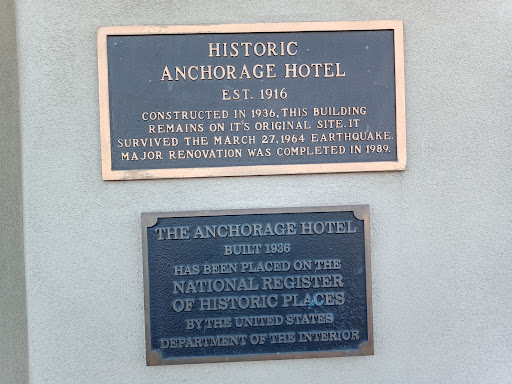 HISTORIC
ANCHORAGE HOTEL
EST. 1916
CONSTRUCTED IN 1936, THIS BUILDING
REMAINS ON IT'S ORIGINAL SITE. IT
SURVIVED THE MARCH 27, 1964 EARTHQUAKE.
MAJOR RENOVATION WAS COMPLETED IN 1989.
THE ANCHORAGE HOTEL
BUILT 1936
HAS BEEN PLACED ON THE
NATIONAL REGISTER
OF HISTORIC PLACES
BY THE UNITED STATES
DEPARTMENT OF THE INTERIOR